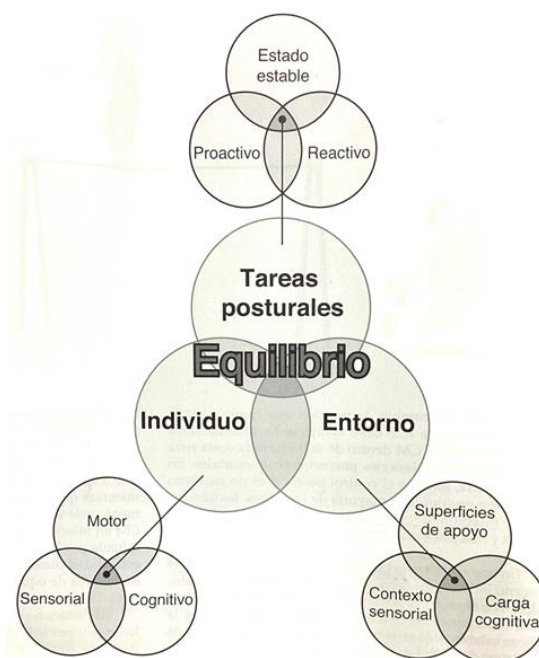 Estado
estable
Proactivo
Reactivo
Tareas
posturales
Equilibrio
Individuo
Entorno
Motor
Sensorial
Cognitivo
Superficies
de apoyo
Contexto
sensorial
Carga
cognitiva